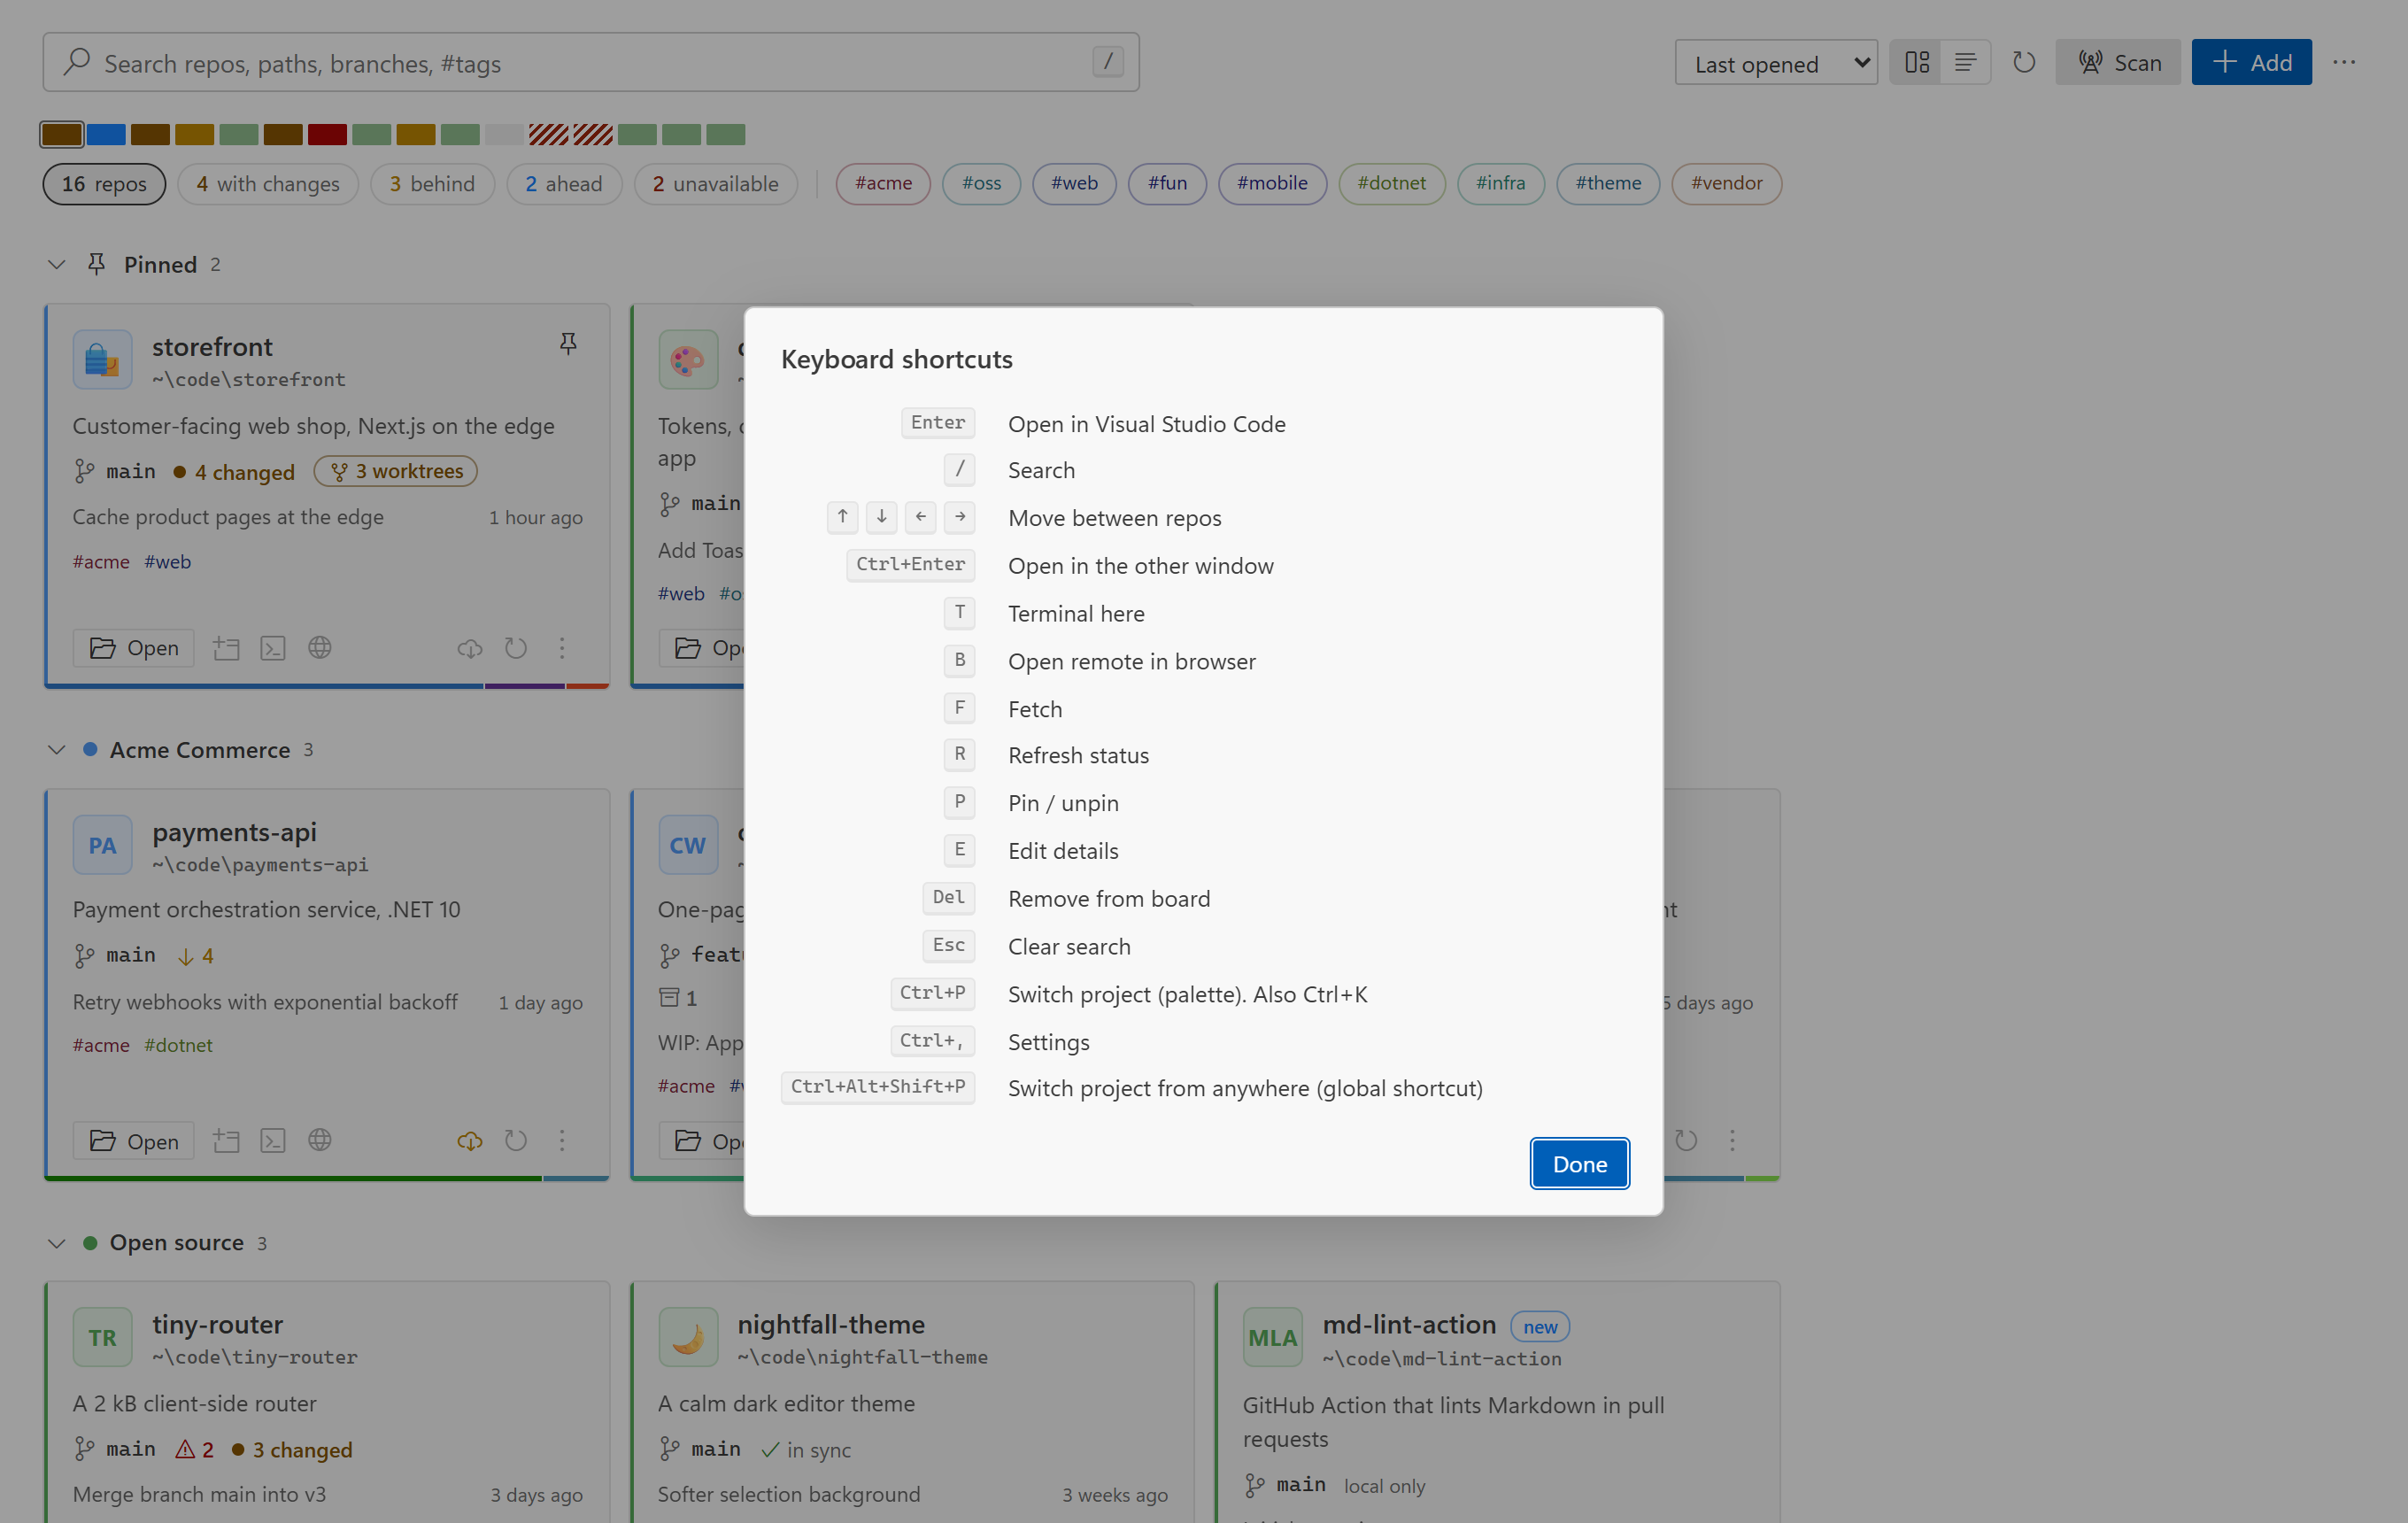 Search repos, paths, branches, #tags /
Last opened Scan Add
16 repos 4 with changes 3 behind 2 ahead 2 unavailable #acme #oss #web #fun #mobile #dotnet #infra #theme #vendor
Pinned 2
storefront
~\code\storefront
Customer-facing web shop, Next.js on the edge
main 4 changed 3 worktrees
Cache product pages at the edge 1 hour ago
#acme #web
Open
Tokens,
app
main
Add
#web
Keyboard shortcuts
Enter Open in Visual Studio Code
/ Search
↑ ↓ ← → Move between repos
Ctrl+Enter Open in the other window
T Terminal here
B Open remote in browser
F Fetch
R Refresh status
P Pin / unpin
E Edit details
Del Remove from board
Esc Clear search
Ctrl+P Switch project (palette). Also Ctrl+K
Ctrl+, Settings
Ctrl+Alt+Shift+P Switch project from anywhere (global shortcut)
Done
Acme Commerce 3
PA payments-api
~\code\payments-api
Payment orchestration service, .NET 10
main ↓ 4
Retry webhooks with exponential backoff 1 day ago
#acme #dotnet
Open
CW
1
WIP:
#acme
days ago
Open source 3
TR tiny-router
~\code\tiny-router
A 2 kB client-side router
main 2 3 changed
Merge branch main into v3 3 days ago
nightfall-theme
~\code\nightfall-theme
A calm dark editor theme
main in sync
Softer selection background 3 weeks ago
MLA md-lint-action new
~\code\md-lint-action
GitHub Action that lints Markdown in pull
requests
main local only